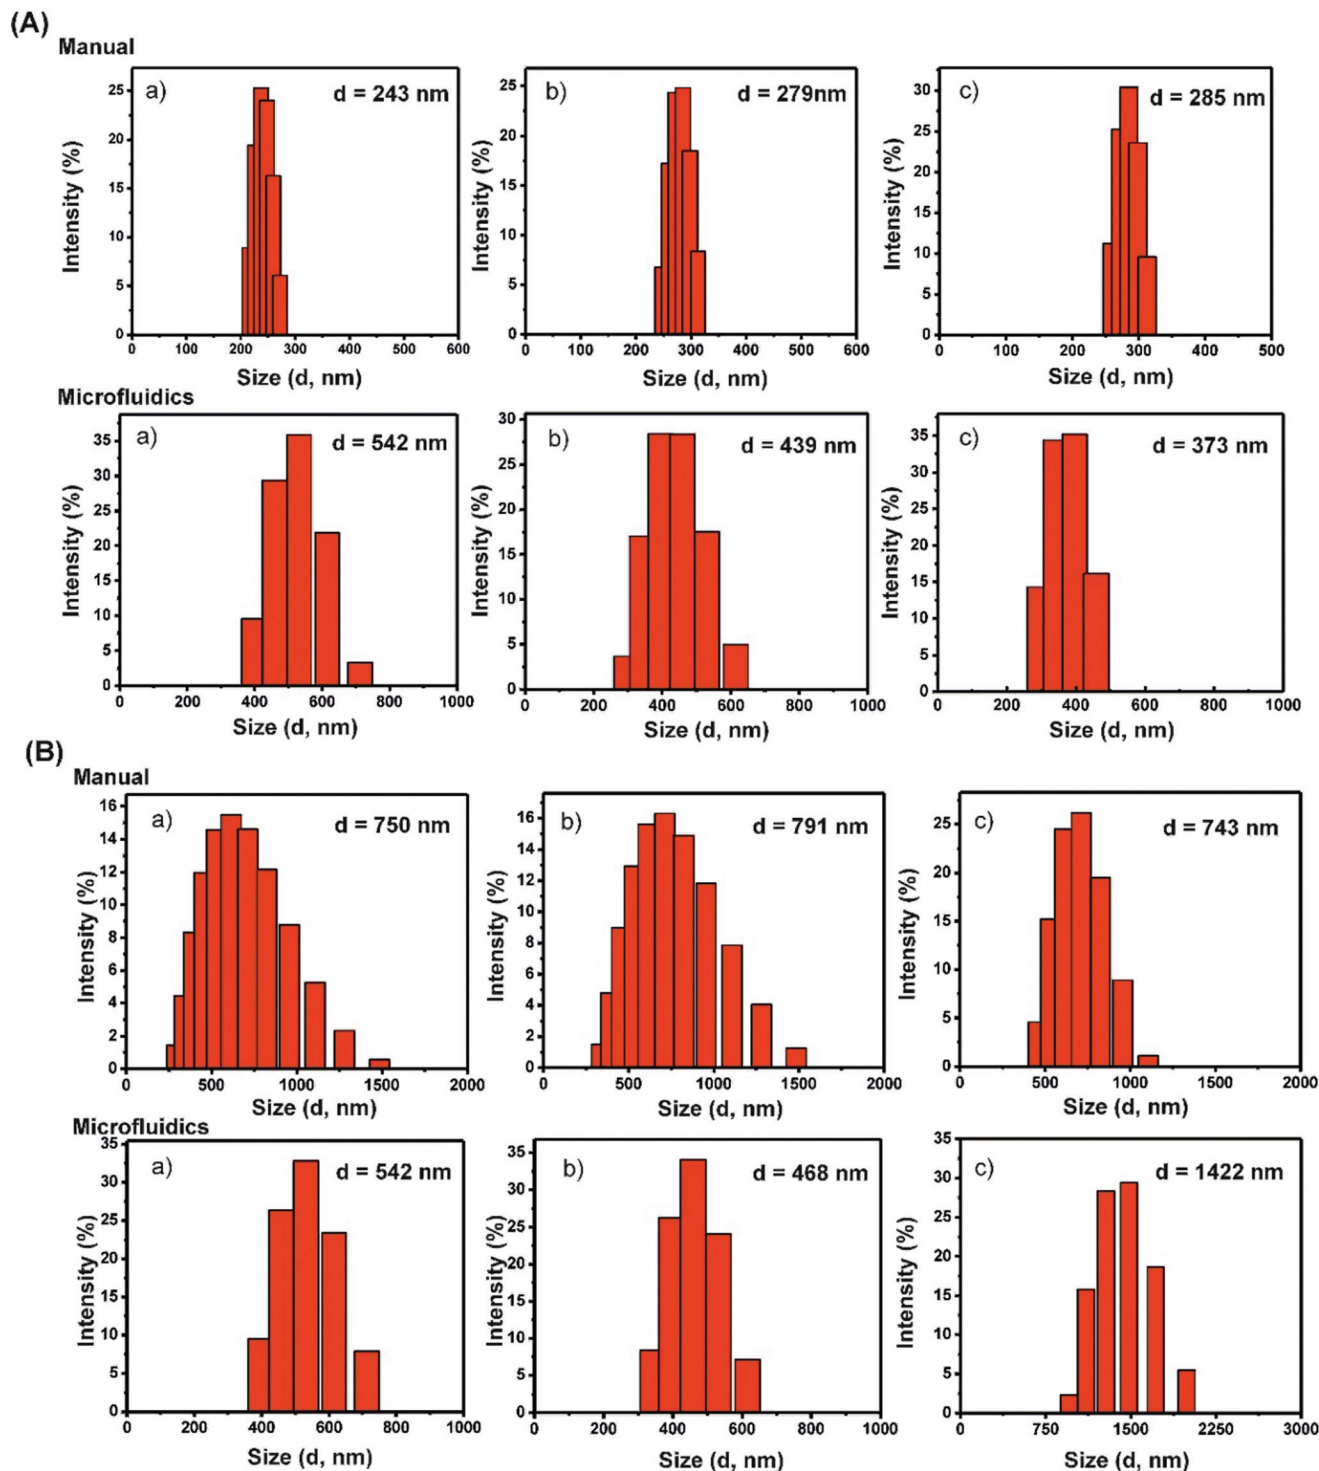 (A)
Manual
a) d = 243 nm
Intensity (%)
25
20
15
10
5
0
0 100 200 300 400 500 600
Size (d, nm)
b) d = 279nm
Intensity (%)
25
20
15
10
5
0
0 100 200 300 400 500 600
Size (d, nm)
c) d = 285 nm
Intensity (%)
30
25
20
15
10
5
0
0 100 200 300 400 500
Size (d, nm)
Microfluidics
a) d = 542 nm
Intensity (%)
35
30
25
20
15
10
5
0
0 200 400 600 800 1000
Size (d, nm)
b) d = 439 nm
Intensity (%)
30
25
20
15
10
5
0
0 200 400 600 800 1000
Size (d, nm)
c) d = 373 nm
Intensity (%)
35
30
25
20
15
10
5
0
0 200 400 600 800 1000
Size (d, nm)
(B)
Manual
a) d = 750 nm
Intensity (%)
16
14
12
10
8
6
4
2
0
0 500 1000 1500 2000
Size (d, nm)
b) d = 791 nm
Intensity (%)
16
14
12
10
8
6
4
2
0
0 500 1000 1500 2000
Size (d, nm)
c) d = 743 nm
Intensity (%)
25
20
15
10
5
0
0 500 1000 1500 2000
Size (d, nm)
Microfluidics
a) d = 542 nm
Intensity (%)
35
30
25
20
15
10
5
0
0 200 400 600 800 1000
Size (d, nm)
b) d = 468 nm
Intensity (%)
35
30
25
20
15
10
5
0
0 200 400 600 800 1000
Size (d, nm)
c) d = 1422 nm
Intensity (%)
35
30
25
20
15
10
5
0
0 750 1500 2250 3000
Size (d, nm)